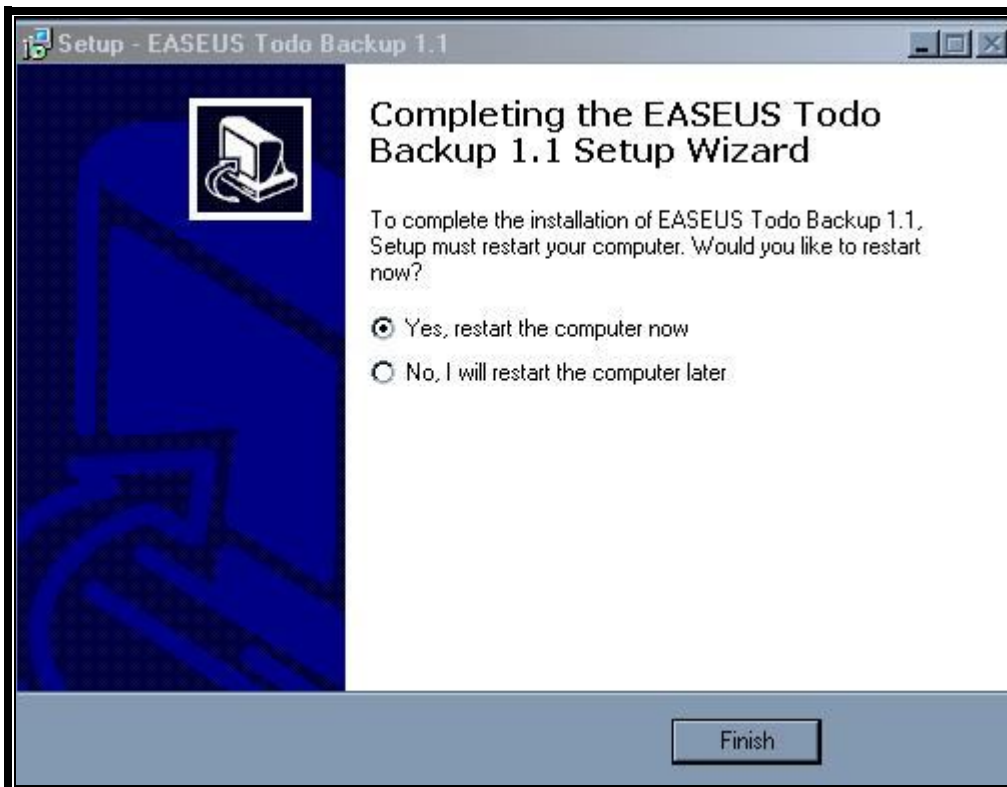 Setup - EASEUS Todo Backup 1.1
Completing the EASEUS Todo
Backup 1.1 Setup Wizard
To complete the installation of EASEUS Todo Backup 1.1,
Setup must restart your computer. Would you like to restart
now?
Yes, restart the computer now
No, I will restart the computer later
Finish